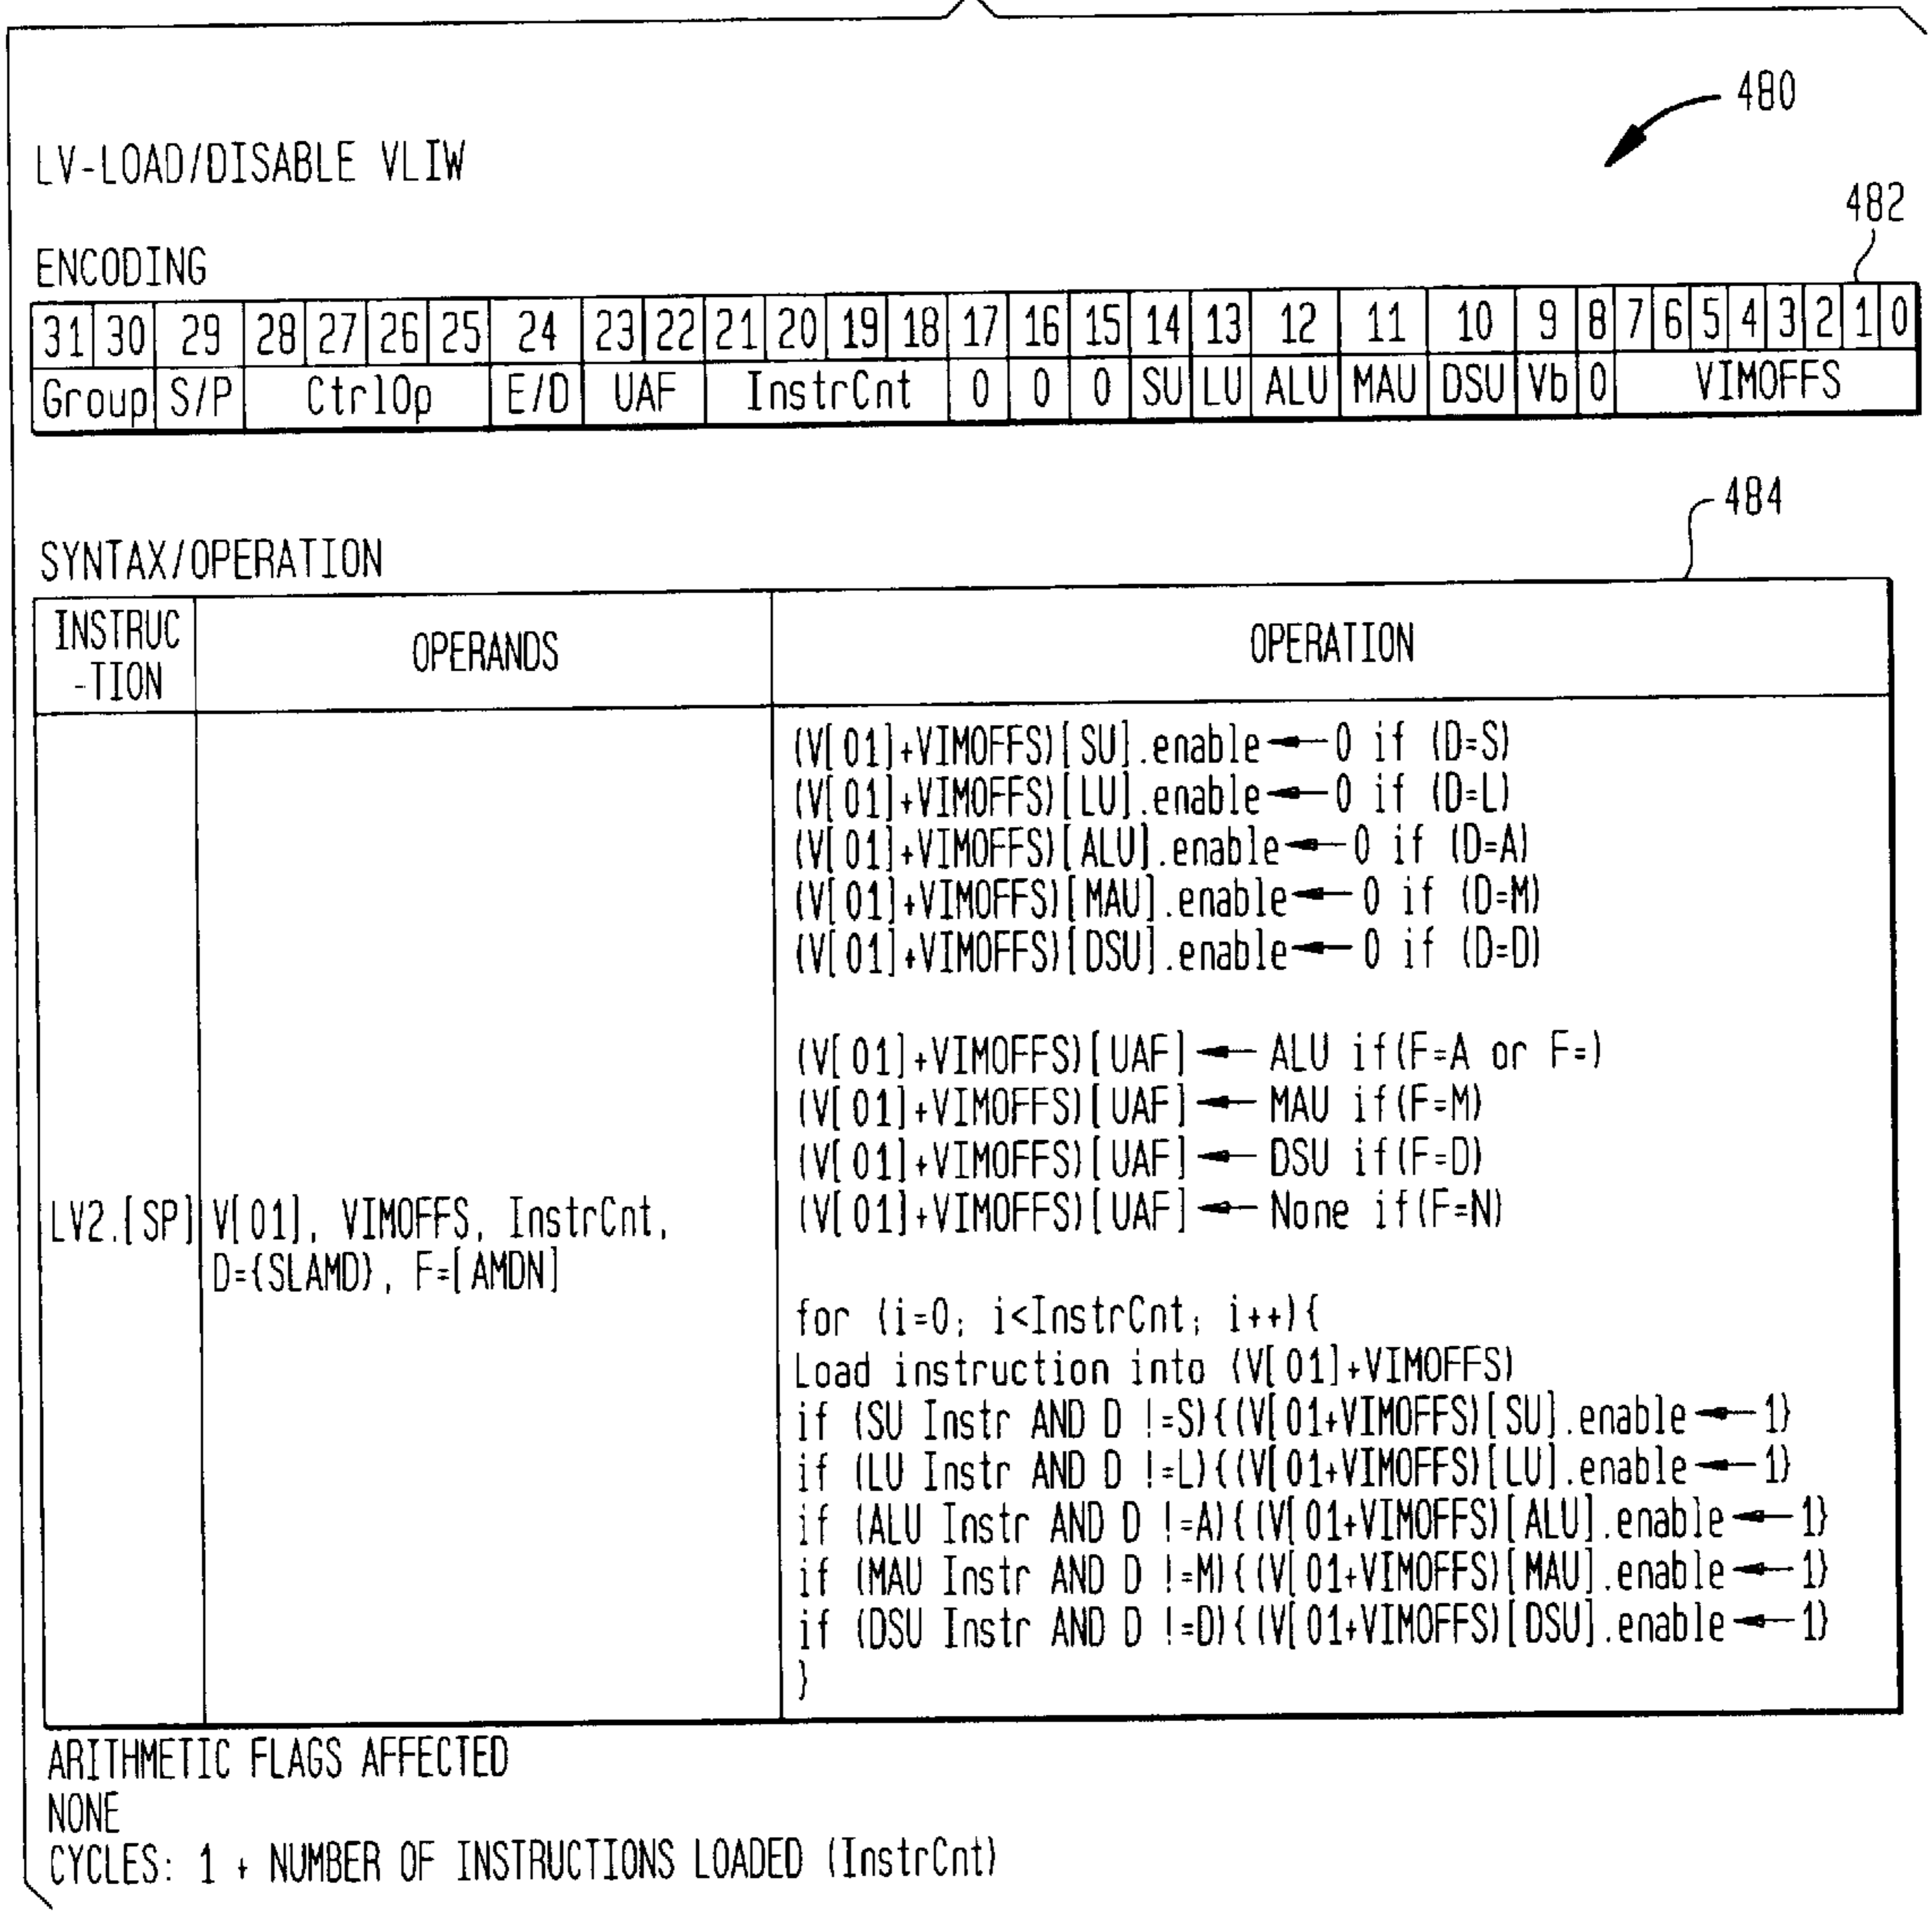 480
LV-LOAD/DISABLE VLIW
482
ENCODING
31 30 29 28 27 26 25 24 23 22 21 20 19 18 17 16 15 14 13 12 11 10 9 8 7 6 5 4 3 2 1 0
Group S/P CtrlOp E/D UAF InstrCnt 0 0 0 SU LU ALU MAU DSU Vb 0 VIMOFFS
484
SYNTAX/OPERATION
INSTRUC
-TION
OPERANDS
OPERATION
LV2.[SP]
V[01], VIMOFFS, InstrCnt,
D={SLAMD}, F=[AMDN]
(V[01]+VIMOFFS)[SU].enable ← 0 if (D=S)
(V[01]+VIMOFFS)[LU].enable ← 0 if (D=L)
(V[01]+VIMOFFS)[ALU].enable ← 0 if (D=A)
(V[01]+VIMOFFS)[MAU].enable ← 0 if (D=M)
(V[01]+VIMOFFS)[DSU].enable ← 0 if (D=D)
(V[01]+VIMOFFS)[UAF] ← ALU if(F=A or F=)
(V[01]+VIMOFFS)[UAF] ← MAU if(F=M)
(V[01]+VIMOFFS)[UAF] ← DSU if(F=D)
(V[01]+VIMOFFS)[UAF] ← None if(F=N)
for (i=0; i<InstrCnt; i++){
Load instruction into (V[01]+VIMOFFS)
if (SU Instr AND D !=S){(V[01+VIMOFFS)[SU].enable ← 1}
if (LU Instr AND D !=L){(V[01+VIMOFFS)[LU].enable ← 1}
if (ALU Instr AND D !=A){(V[01+VIMOFFS)[ALU].enable ← 1}
if (MAU Instr AND D !=M){(V[01+VIMOFFS)[MAU].enable ← 1}
if (DSU Instr AND D !=D){(V[01+VIMOFFS)[DSU].enable ← 1}
}
ARITHMETIC FLAGS AFFECTED
NONE
CYCLES: 1 + NUMBER OF INSTRUCTIONS LOADED (InstrCnt)